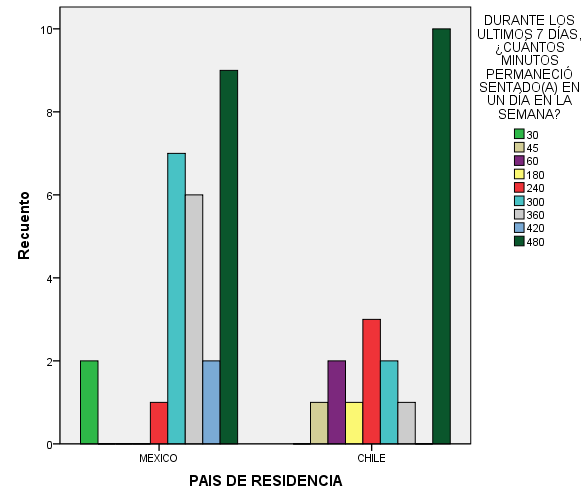 DURANTE LOS
ULTIMOS 7 DÍAS,
¿CUÁNTOS
MINUTOS
PERMANECIÓ
SENTADO(A) EN
UN DÍA EN LA
SEMANA?
30
45
60
180
240
300
360
420
480
10
8
6
4
2
0
Recuento
MEXICO
CHILE
PAIS DE RESIDENCIA